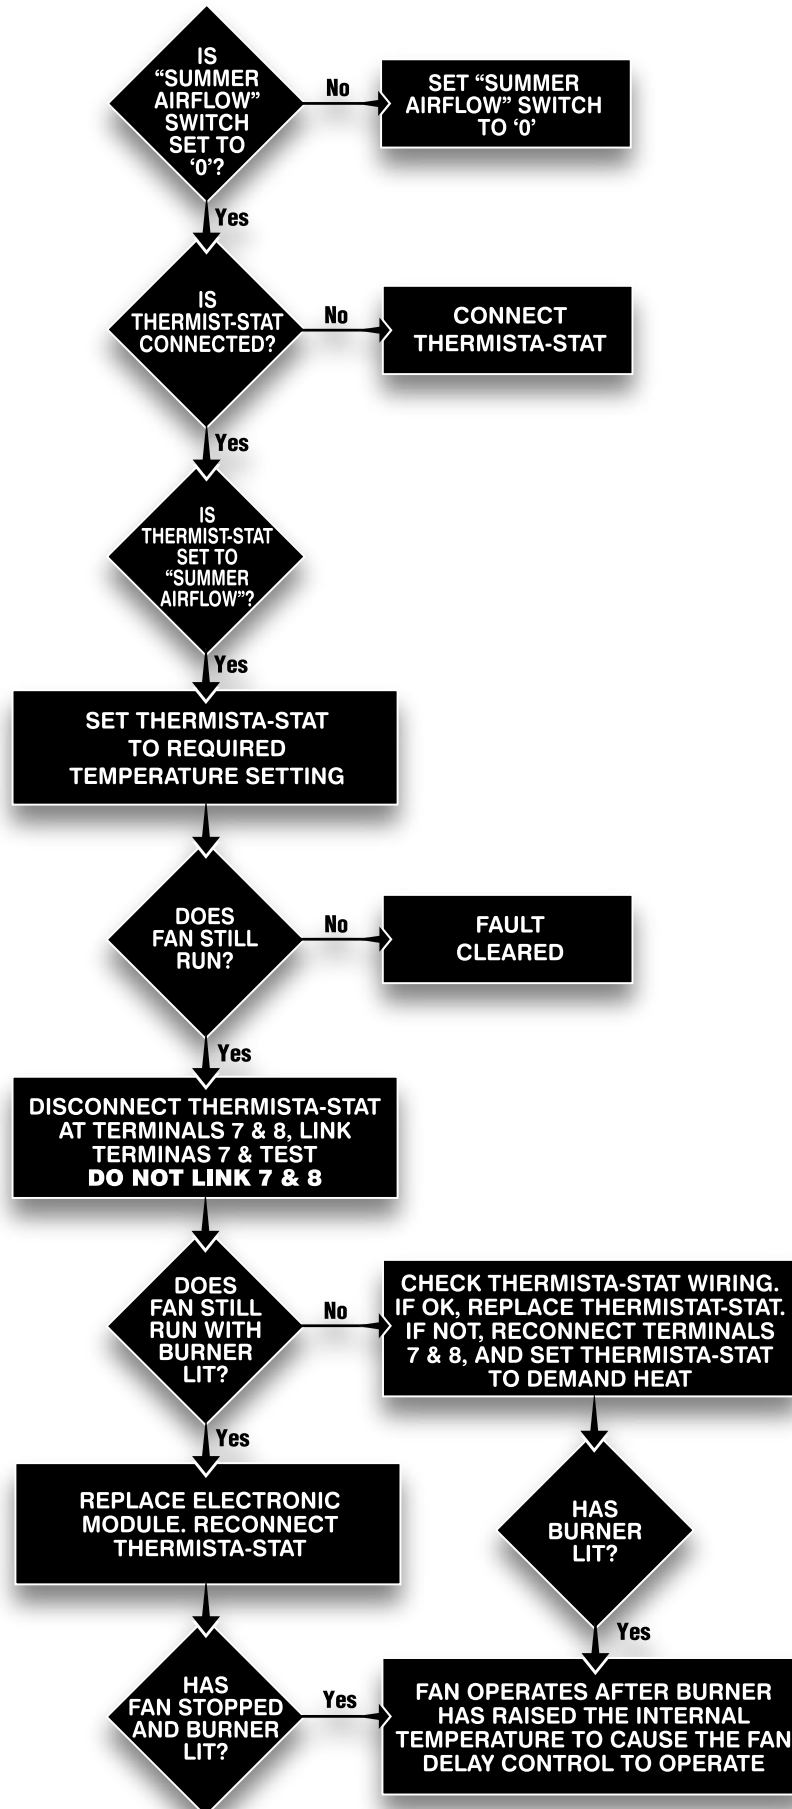 IS
“SUMMER
AIRFLOW”
SWITCH
SET TO
‘0’?
No
SET “SUMMER
AIRFLOW” SWITCH
TO ‘0’
Yes
IS
THERMIST-STAT
CONNECTED?
No
CONNECT
THERMISTA-STAT
Yes
IS
THERMIST-STAT
SET TO
“SUMMER
AIRFLOW”?
Yes
SET THERMISTA-STAT
TO REQUIRED
TEMPERATURE SETTING
DOES
FAN STILL
RUN?
No
FAULT
CLEARED
Yes
DISCONNECT THERMISTA-STAT
AT TERMINALS 7 & 8, LINK
TERMINAS 7 & TEST
DO NOT LINK 7 & 8
DOES
FAN STILL
RUN WITH
BURNER
LIT?
No
CHECK THERMISTA-STAT WIRING.
IF OK, REPLACE THERMISTAT-STAT.
IF NOT, RECONNECT TERMINALS
7 & 8, AND SET THERMISTA-STAT
TO DEMAND HEAT
Yes
REPLACE ELECTRONIC
MODULE. RECONNECT
THERMISTA-STAT
HAS
BURNER
LIT?
Yes
HAS
FAN STOPPED
AND BURNER
LIT?
Yes
FAN OPERATES AFTER BURNER
HAS RAISED THE INTERNAL
TEMPERATURE TO CAUSE THE FAN
DELAY CONTROL TO OPERATE